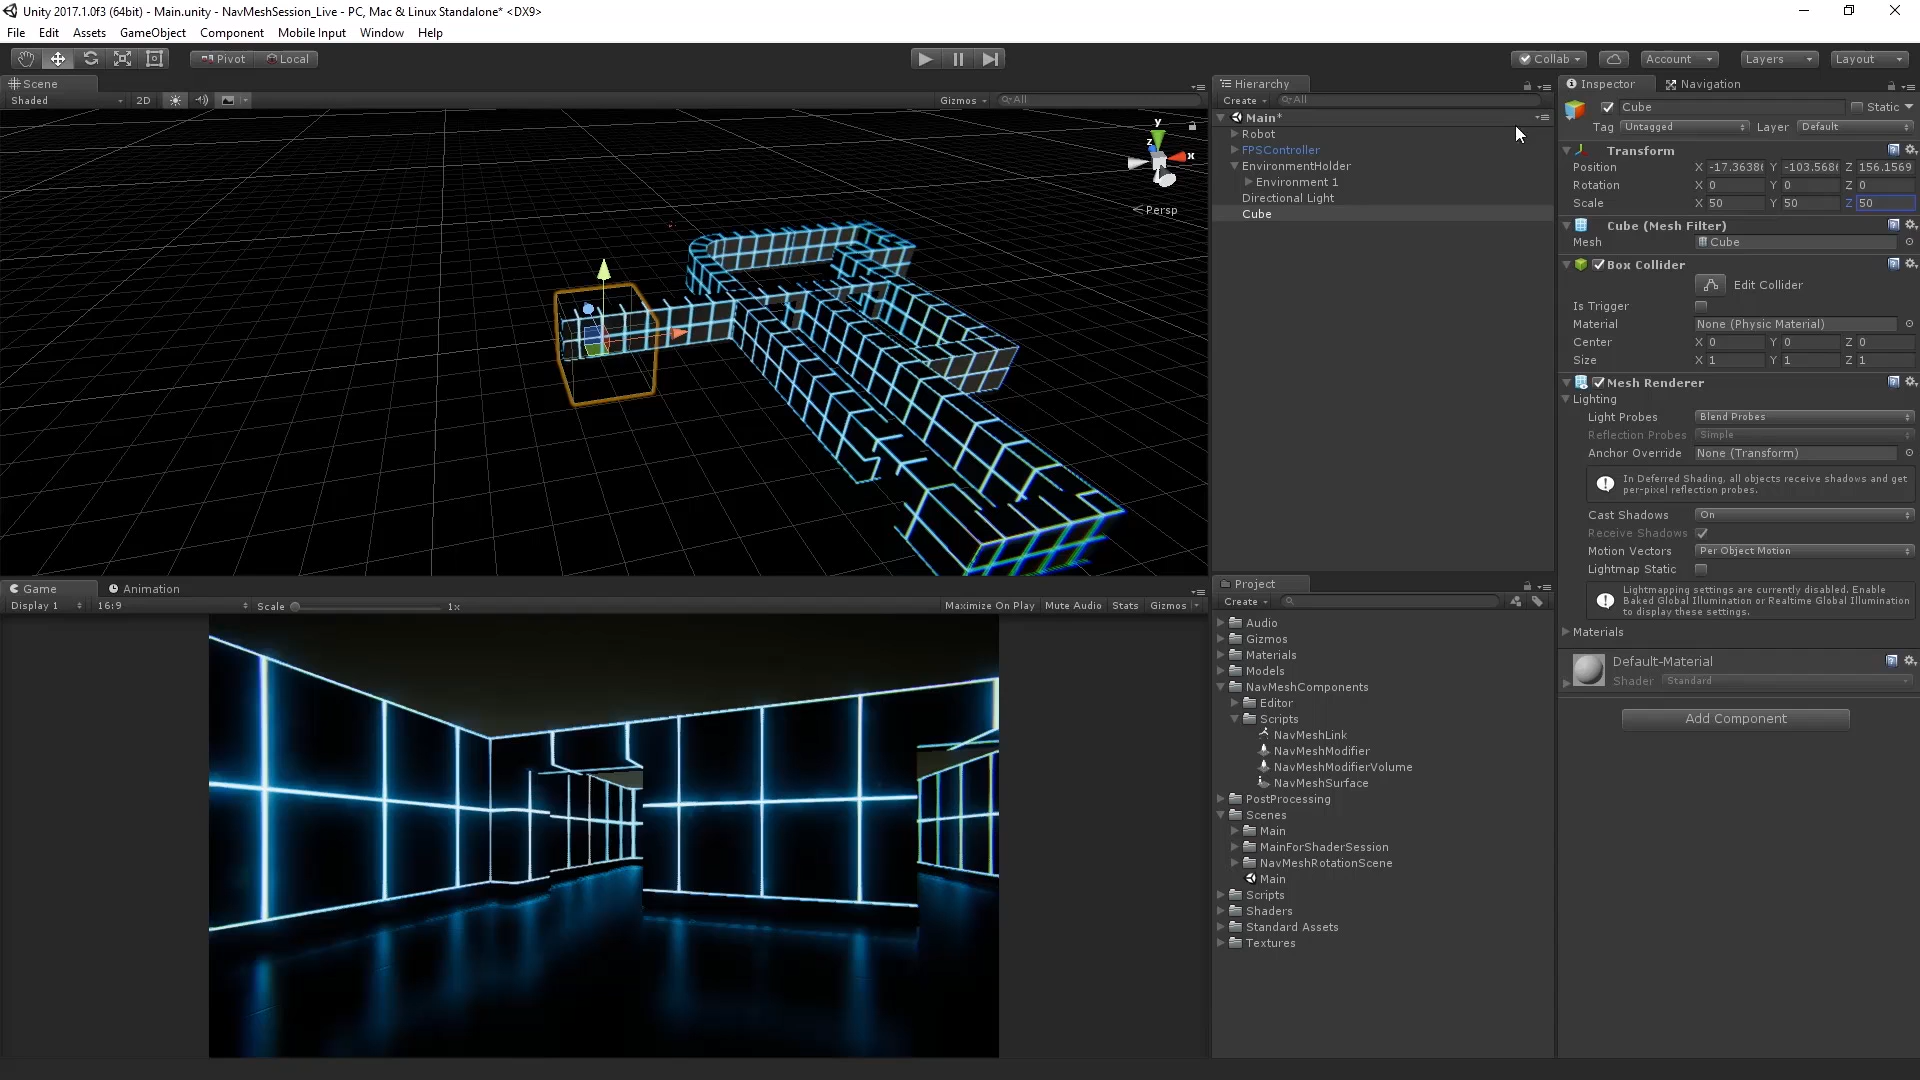 Unity 2017.1.0f3 (64bit) - Main.unity - NavMeshSession_Live - PC, Mac & Linux Standalone* <DX9>
File Edit Assets GameObject Component Mobile Input Window Help
Pivot Local Collab Account Layers Layout
Scene
Shaded 2D Gizmos All
y
z
x
Persp
Game Animation
Display 1 16:9 Scale 1x Maximize On Play Mute Audio Stats Gizmos
Hierarchy
Create All
Main*
Robot
FPSController
EnvironmentHolder
Environment 1
Directional Light
Cube
Project
Create
Audio
Gizmos
Materials
Models
NavMeshComponents
Editor
Scripts
NavMeshLink
NavMeshModifier
NavMeshModifierVolume
NavMeshSurface
PostProcessing
Scenes
Main
MainForShaderSession
NavMeshRotationScene
Main
Scripts
Shaders
Standard Assets
Textures
Inspector Navigation
Cube Static
Tag Untagged Layer Default
Transform
Position X -17.3638 Y -103.568 Z 156.1569
Rotation X 0 Y 0 Z 0
Scale X 50 Y 50 Z 50
Cube (Mesh Filter)
Mesh Cube
Box Collider
Edit Collider
Is Trigger
Material None (Physic Material)
Center X 0 Y 0 Z 0
Size X 1 Y 1 Z 1
Mesh Renderer
Lighting
Light Probes Blend Probes
Reflection Probes Simple
Anchor Override None (Transform)
In Deferred Shading, all objects receive shadows and get
per-pixel reflection probes.
Cast Shadows On
Receive Shadows
Motion Vectors Per Object Motion
Lightmap Static
Lightmapping settings are currently disabled. Enable
Baked Global Illumination or Realtime Global Illumination
to display these settings.
Materials
Default-Material
Shader Standard
Add Component